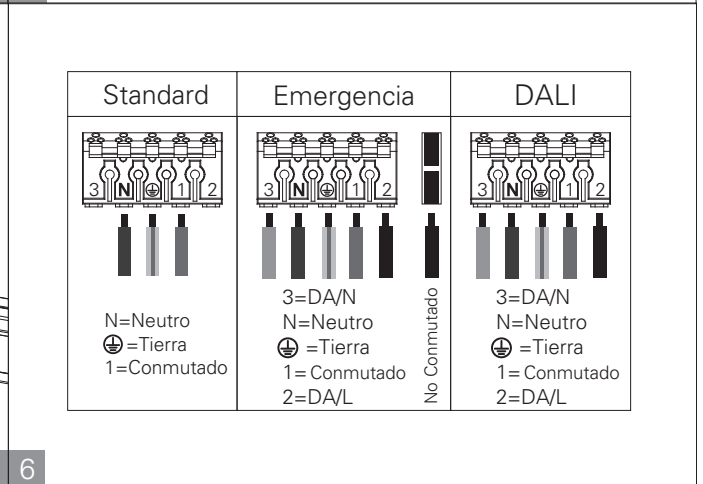 Standard
3 N 1 2
N=Neutro
=Tierra
1=Conmutado
Emergencia
3 N 1 2
3=DA/N
N=Neutro
=Tierra
1=Conmutado
2=DA/L
No Conmutado
DALI
3 N 1 2
3=DA/N
N=Neutro
=Tierra
1=Conmutado
2=DA/L
6